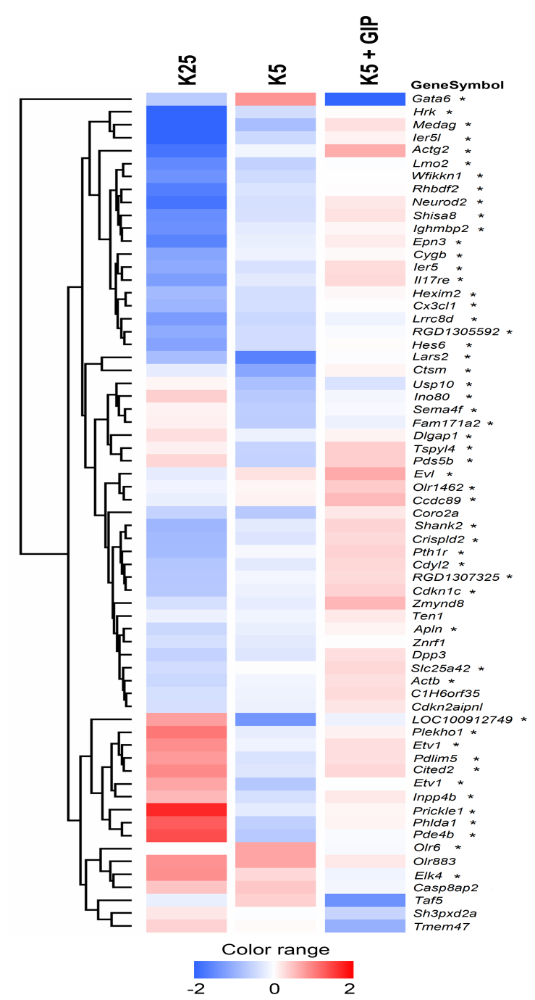 K25
K5
K5 + GIP
GeneSymbol
Gata6 *
Hrk *
Medag *
Ier5l *
Actg2 *
Lmo2 *
Wfikkn1 *
Rhbdf2 *
Neurod2 *
Shisa8 *
Ighmbp2 *
Epn3 *
Cygb *
Ier5 *
Il17re *
Hexim2 *
Cx3cl1 *
Lrrc8d *
RGD1305592 *
Hes6 *
Lars2 *
Ctsm *
Usp10 *
Ino80 *
Sema4f *
Fam171a2 *
Dlgap1 *
Tspyl4 *
Pds5b *
Evl *
Olr1462 *
Ccdc89 *
Coro2a
Shank2 *
Crispld2 *
Pth1r *
Cdyl2 *
RGD1307325 *
Cdkn1c *
Zmynd8
Ten1
Apln *
Znrf1
Dpp3
Slc25a42 *
Actb *
C1H6orf35
Cdkn2aipnl
LOC100912749 *
Plekho1 *
Etv1 *
Pdlim5 *
Cited2 *
Etv1 *
Inpp4b *
Prickle1 *
Phlda1 *
Pde4b *
Olr6 *
Olr883
Elk4 *
Casp8ap2
Taf5
Sh3pxd2a
Tmem47
Color range
-2 0 2